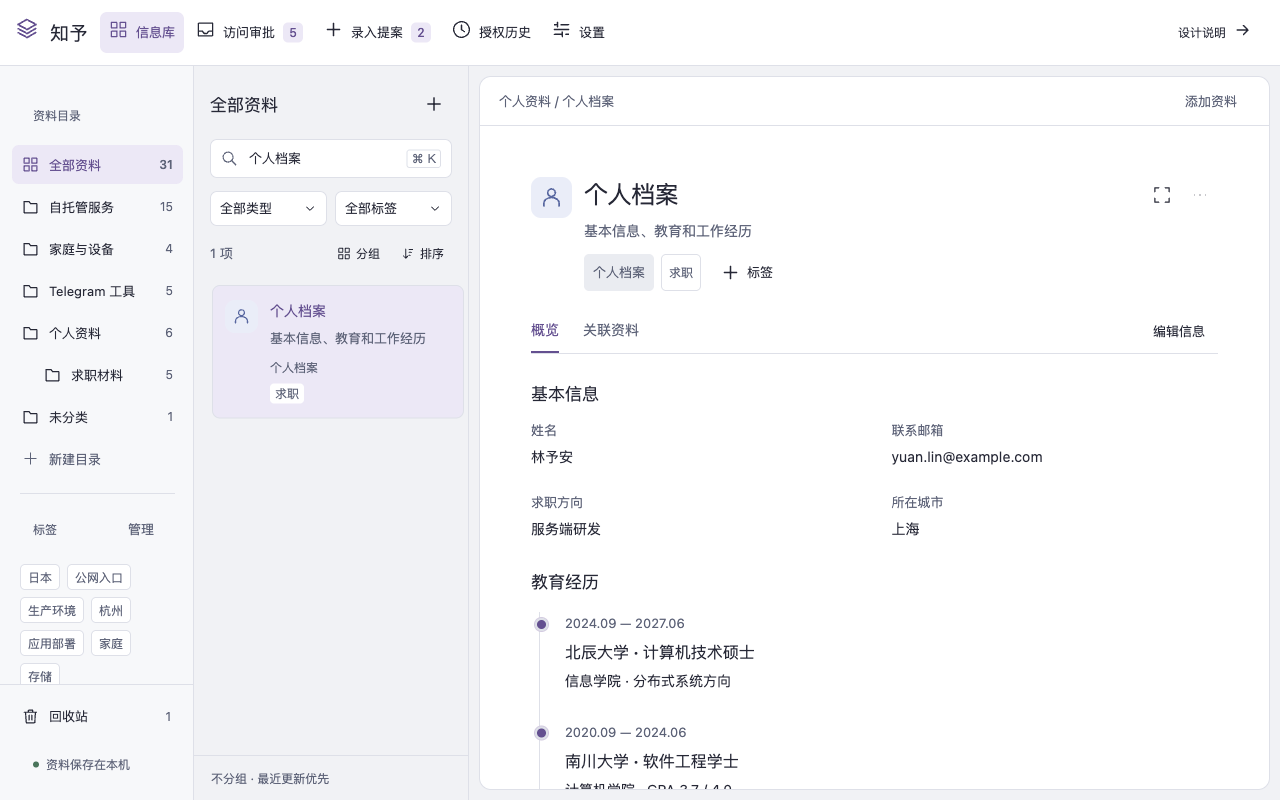 知予
信息库
访问审批 5
录入提案 2
授权历史
设置
设计说明
资料目录
全部资料 31
自托管服务 15
家庭与设备 4
Telegram 工具 5
个人资料 6
求职材料 5
未分类 1
新建目录
标签 管理
日本 公网入口
生产环境 杭州
应用部署 家庭
存储
回收站 1
资料保存在本机
全部资料
个人档案 ⌘ K
全部类型 全部标签
1 项 分组 排序
个人档案
基本信息、教育和工作经历
个人档案
求职
不分组 · 最近更新优先
个人资料 / 个人档案 添加资料
个人档案
基本信息、教育和工作经历
个人档案 求职 标签
概览 关联资料 编辑信息
基本信息
姓名 联系邮箱
林予安 yuan.lin@example.com
求职方向 所在城市
服务端研发 上海
教育经历
2024.09 — 2027.06
北辰大学 · 计算机技术硕士
信息学院 · 分布式系统方向
2020.09 — 2024.06
南川大学 · 软件工程学士
计算机学院 · GPA 3.7 / 4.0